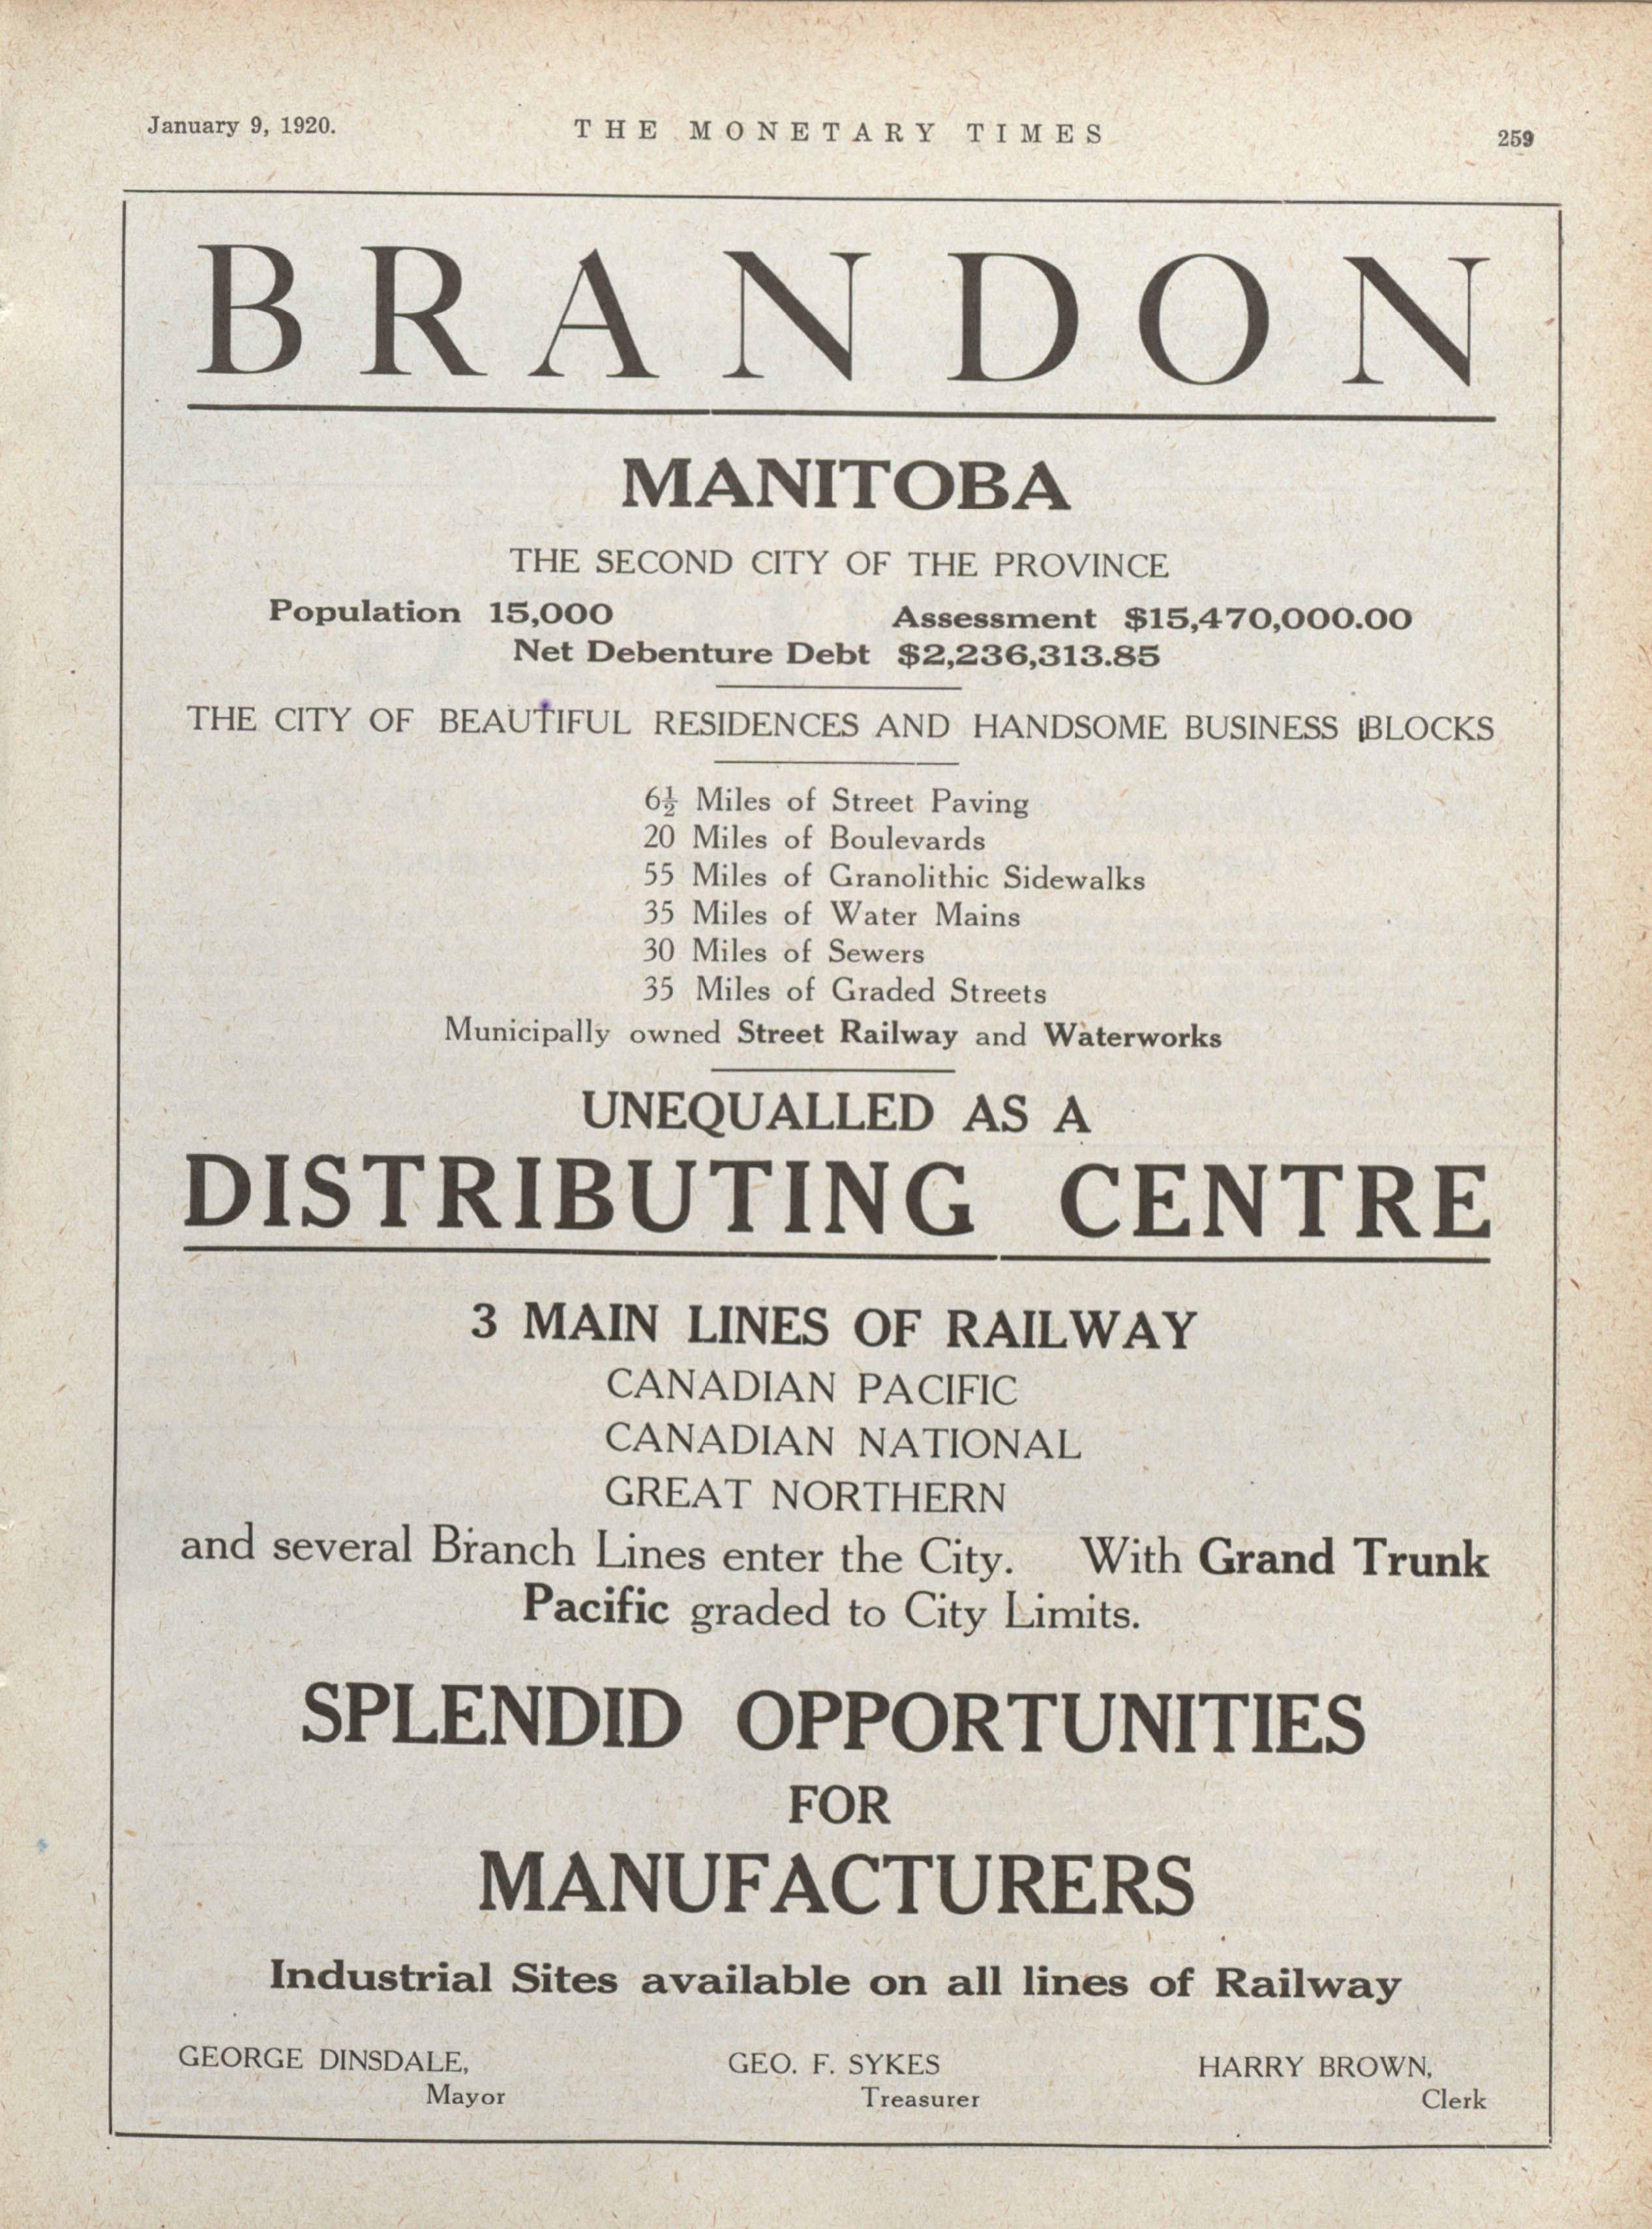 January 9, 1920.
THE MONETARY TIMES
259
BRANDON
MANITOBA
THE SECOND CITY OF THE PROVINCE
Population 15,000 Assessment $15,470,000.00
Net Debenture Debt $2,236,313.85
THE CITY OF BEAUTIFUL RESIDENCES AND HANDSOME BUSINESS BLOCKS
6½ Miles of Street Paving
20 Miles of Boulevards
55 Miles of Granolithic Sidewalks
35 Miles of Water Mains
30 Miles of Sewers
35 Miles of Graded Streets
Municipally owned Street Railway and Waterworks
UNEQUALLED AS A
DISTRIBUTING CENTRE
3 MAIN LINES OF RAILWAY
CANADIAN PACIFIC
CANADIAN NATIONAL
GREAT NORTHERN
and several Branch Lines enter the City. With Grand Trunk
Pacific graded to City Limits.
SPLENDID OPPORTUNITIES
FOR
MANUFACTURERS
Industrial Sites available on all lines of Railway
GEORGE DINSDALE,
Mayor
GEO. F. SYKES
Treasurer
HARRY BROWN,
Clerk